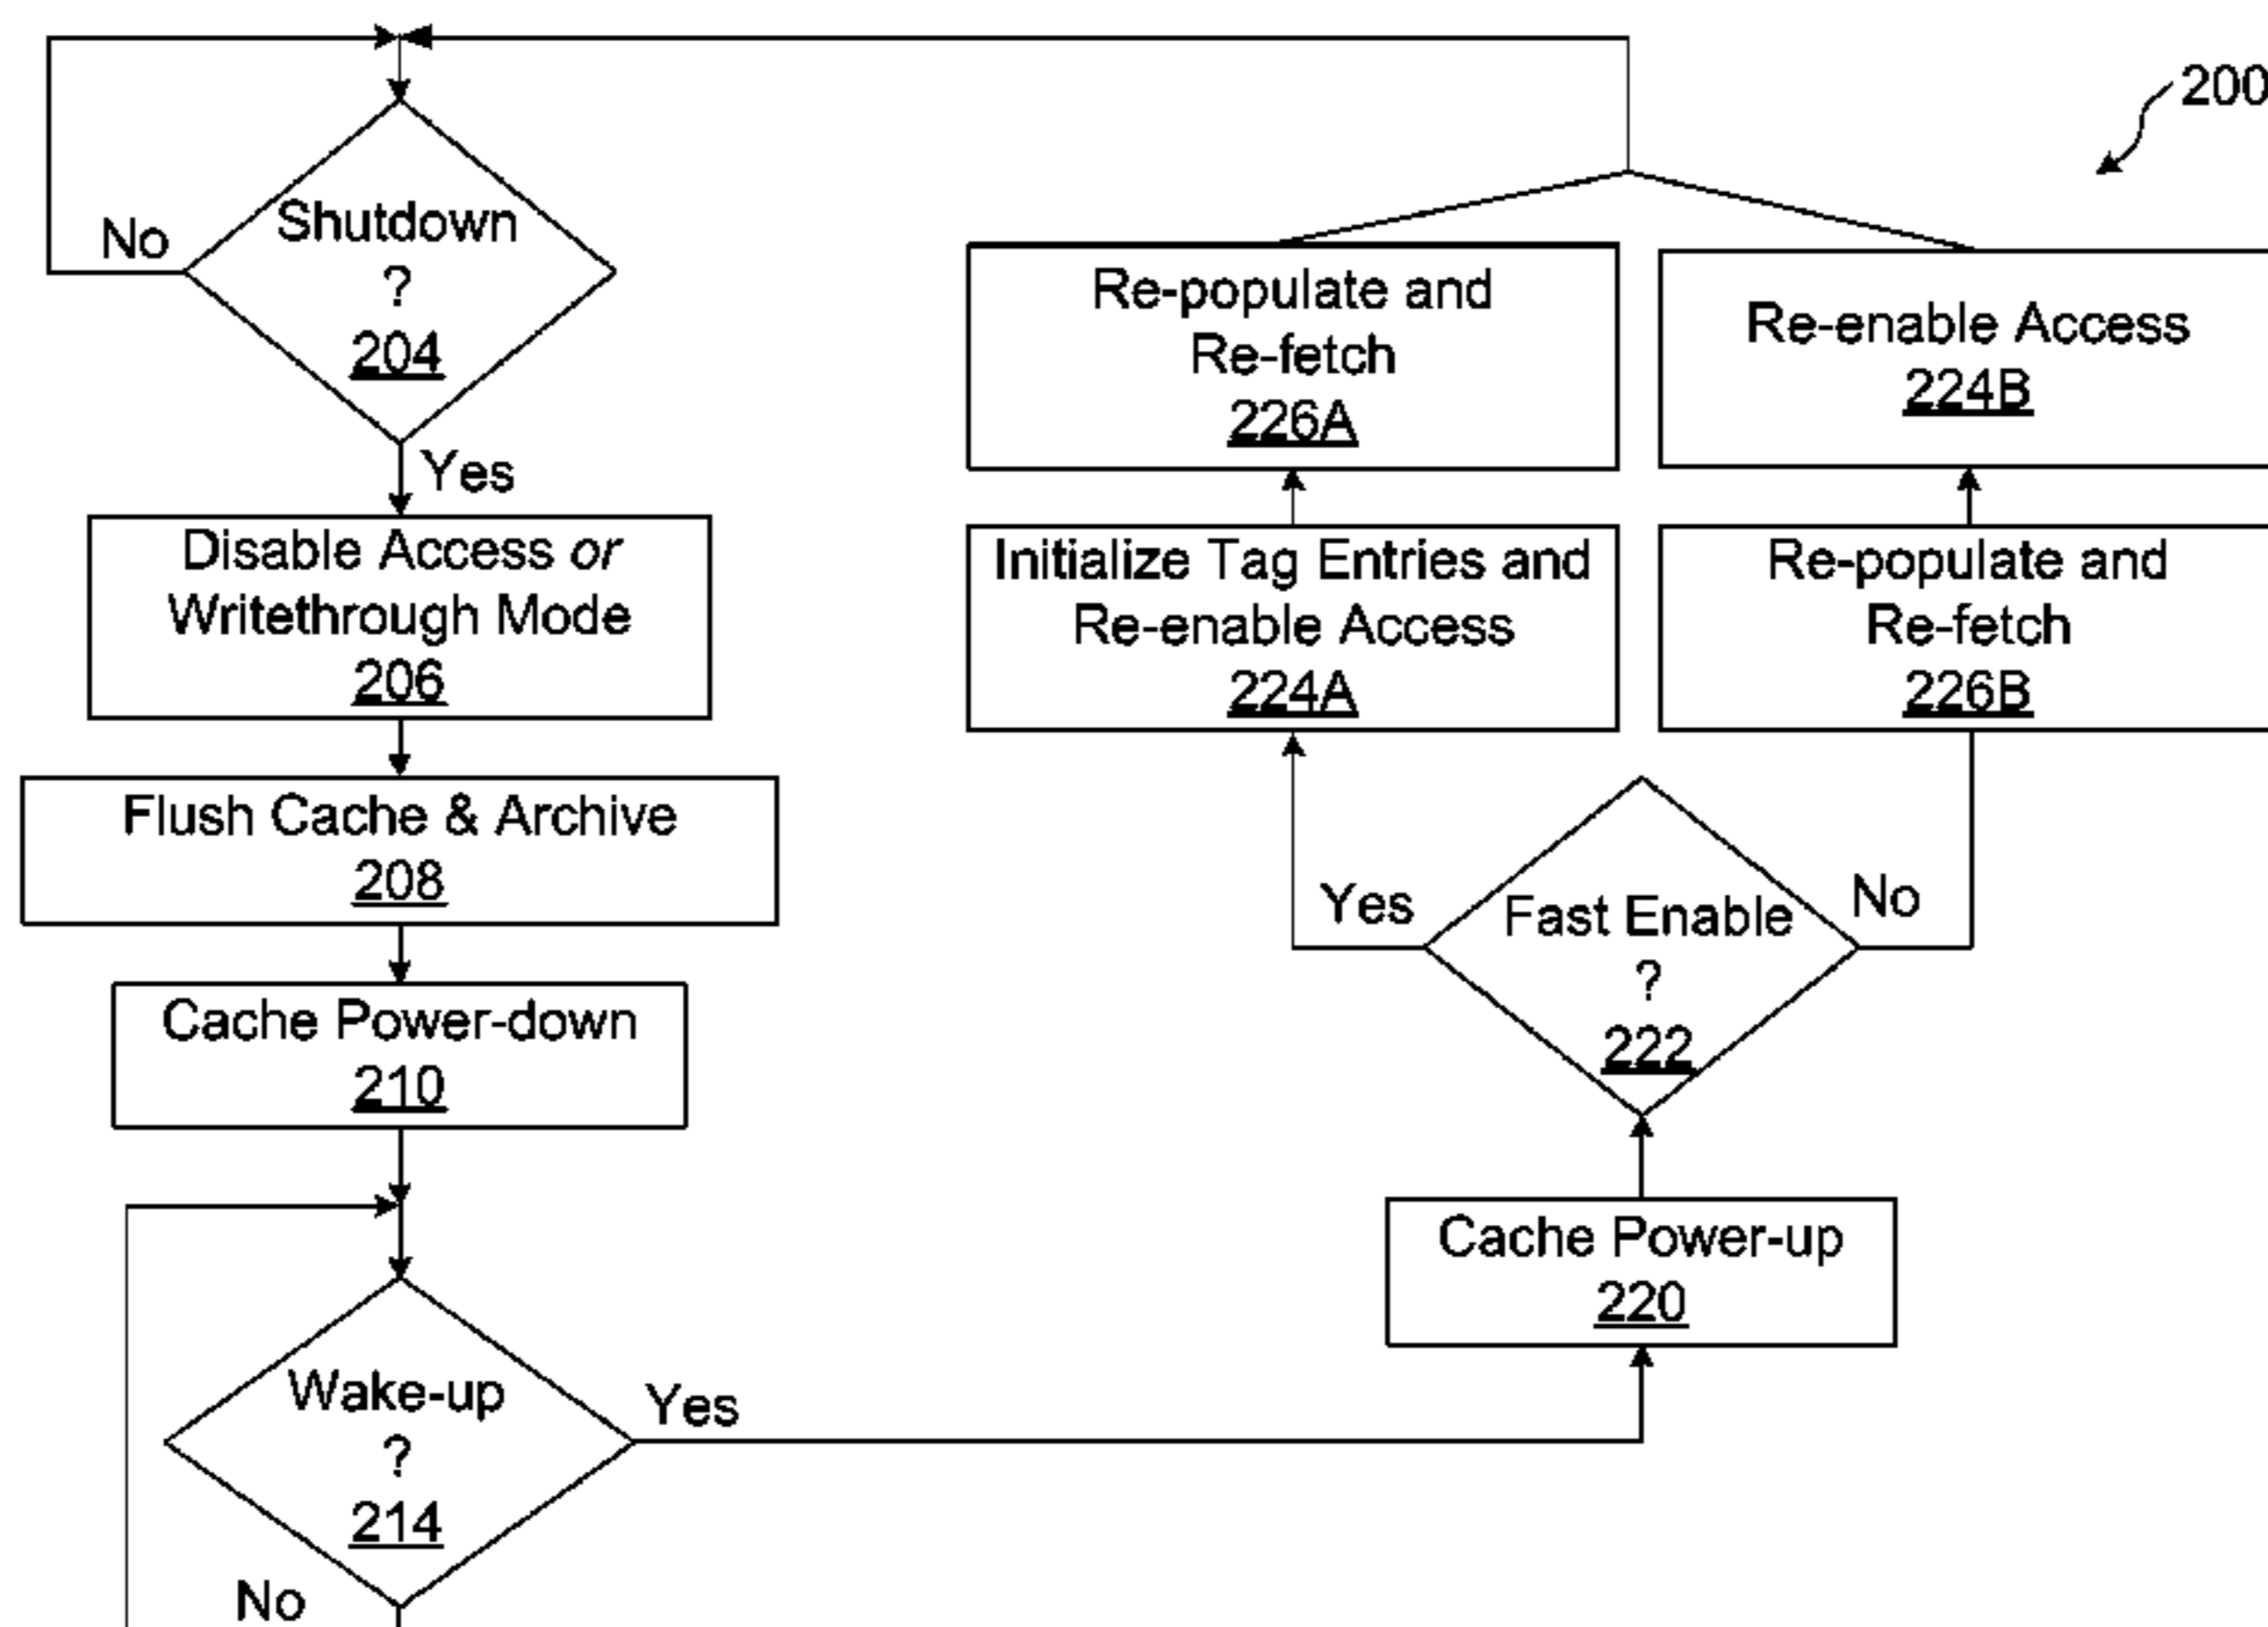 200
Shutdown
?
204
No
Yes
Disable Access or
Writethrough Mode
206
Flush Cache & Archive
208
Cache Power-down
210
Wake-up
?
214
No
Yes
Cache Power-up
220
Fast Enable
?
222
Yes
No
Initialize Tag Entries and
Re-enable Access
224A
Re-populate and
Re-fetch
226A
Re-populate and
Re-fetch
226B
Re-enable Access
224B